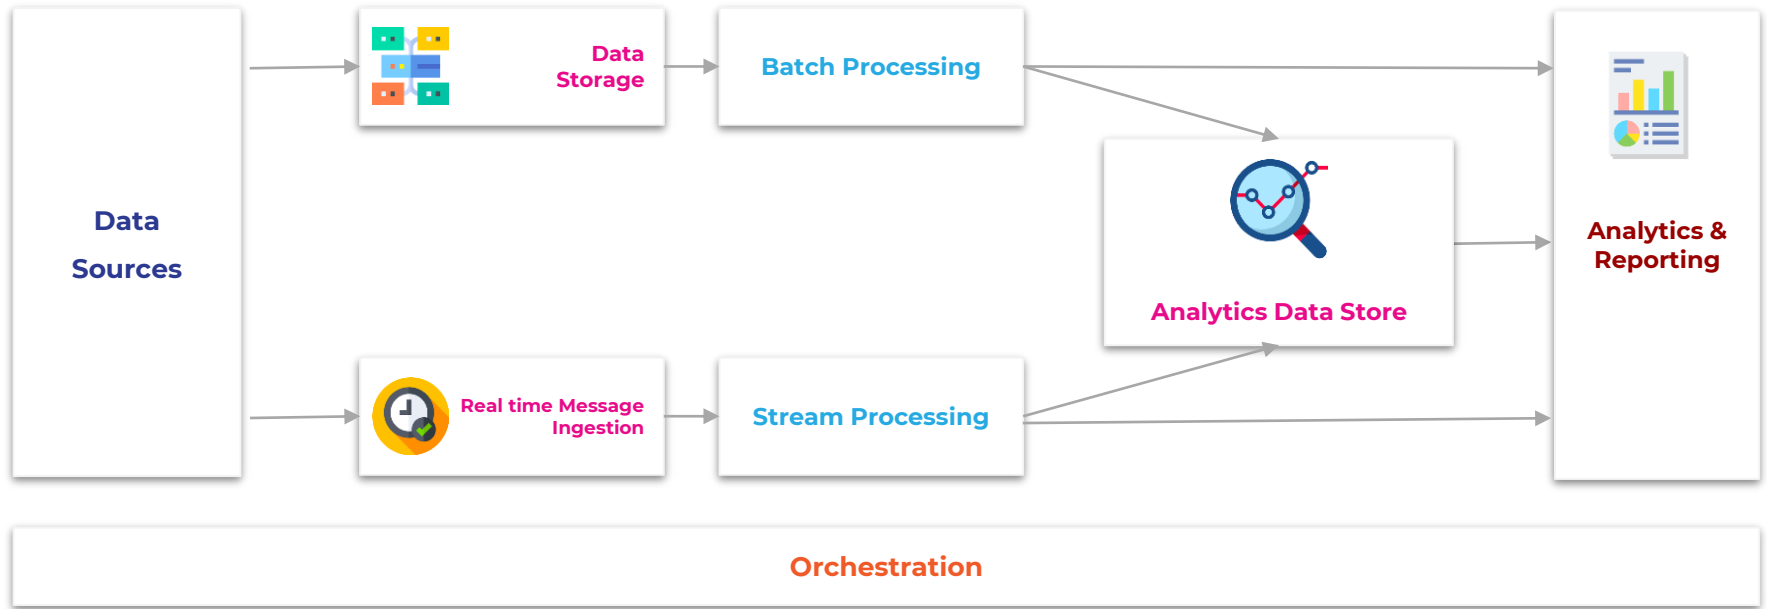 Data
Sources
Data
Storage
Batch Processing
Real time Message
Ingestion
Stream Processing
Analytics Data Store
Analytics &
Reporting
Orchestration